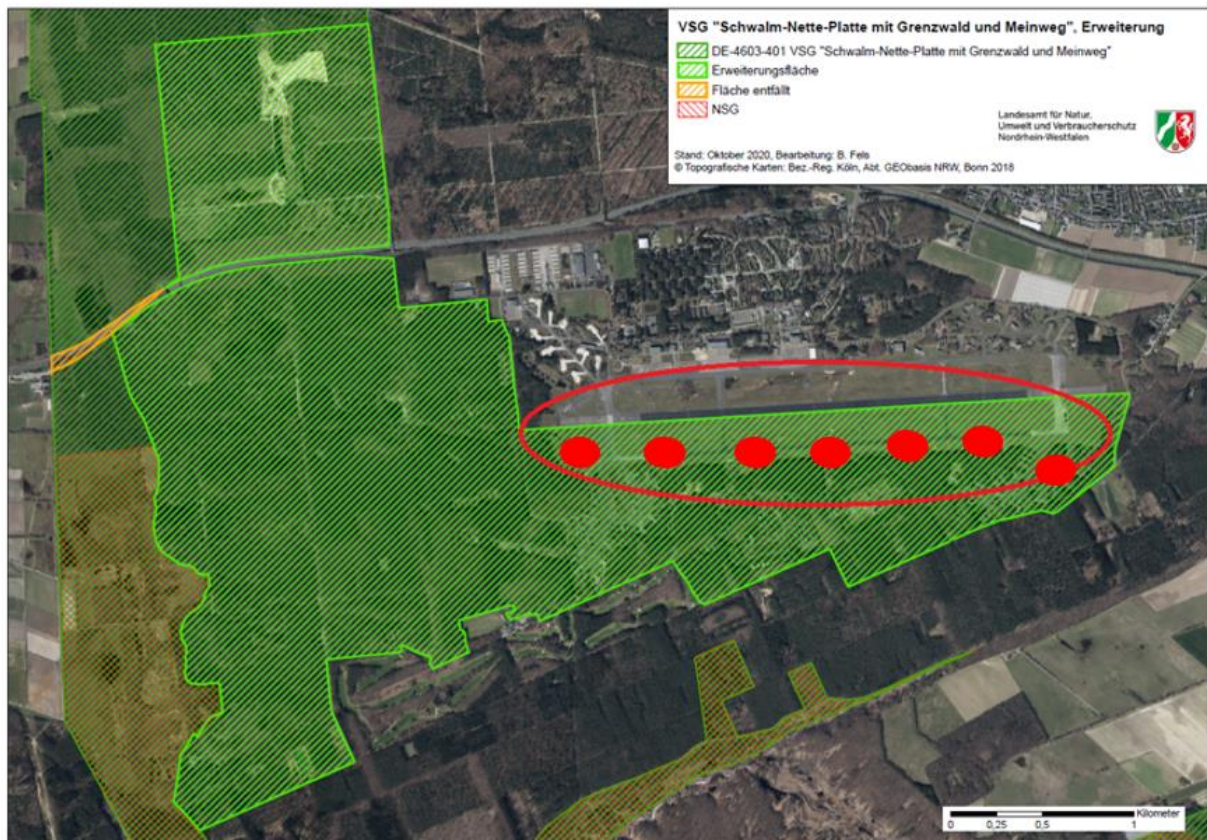 VSG "Schwalm-Nette-Platte mit Grenzwald und Meinweg", Erweiterung
DE-4603-401 VSG "Schwalm-Nette-Platte mit Grenzwald und Meinweg"
Erweiterungsfläche
Fläche entfällt
NSG
Landesamt für Natur,
Umwelt und Verbraucherschutz
Nordrhein-Westfalen
Stand: Oktober 2020, Bearbeitung: B. Fels
© Topografische Karten: Bez.-Reg. Köln, Abt. GEObasis NRW, Bonn 2018
Kilometer
0 0,25 0,5 1